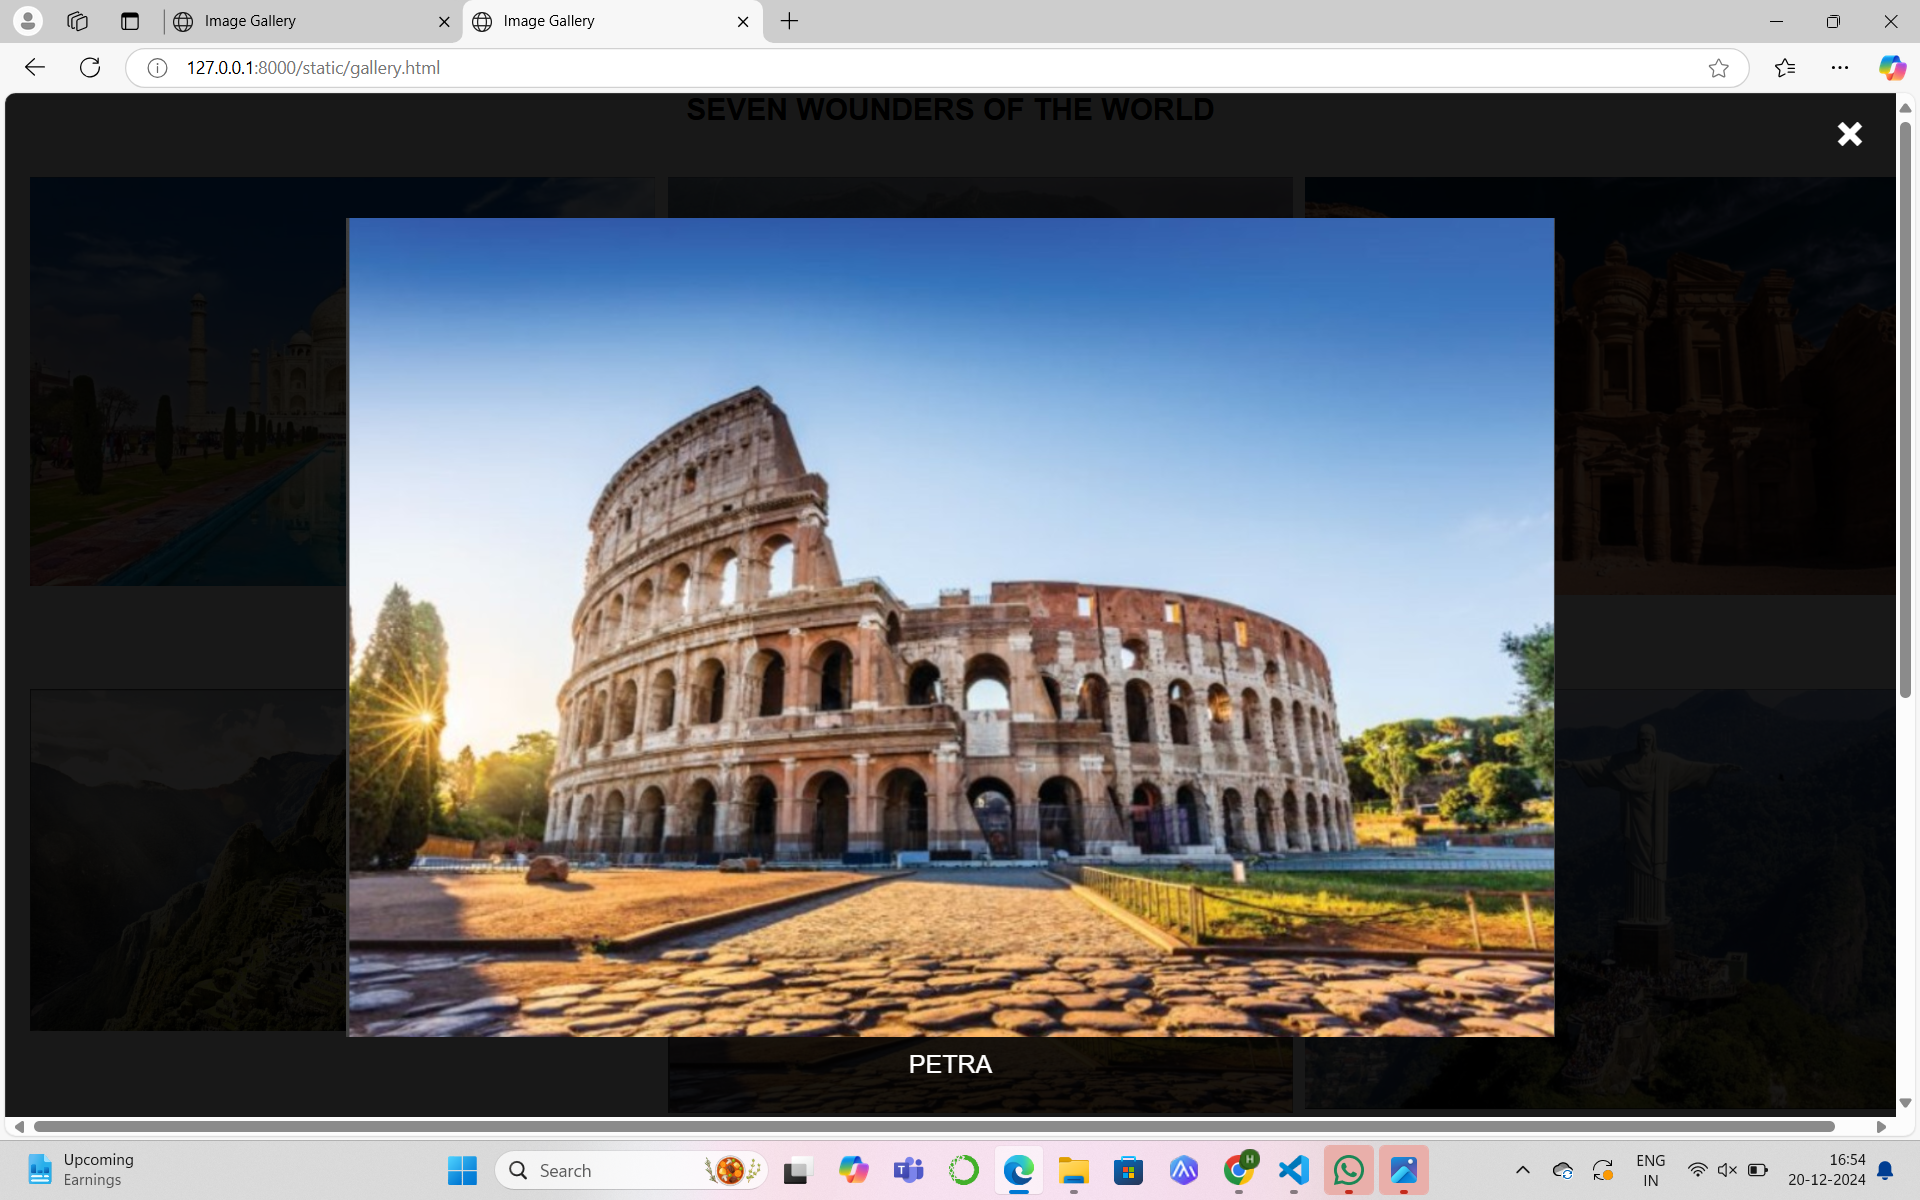 Image Gallery
Image Gallery
127.0.0.1:8000/static/gallery.html
SEVEN WOUNDERS OF THE WORLD
PETRA
Upcoming
Earnings
Search
H
ENG
IN
16:54
20-12-2024